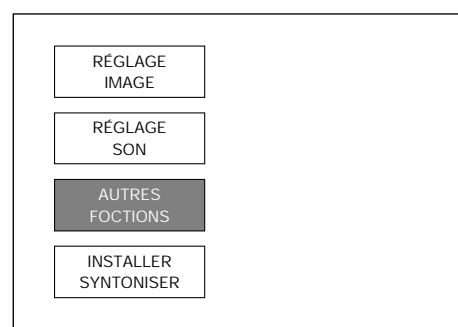 RÉGLAGE
IMAGE
RÉGLAGE
SON
AUTRES
FOCTIONS
INSTALLER
SYNTONISER